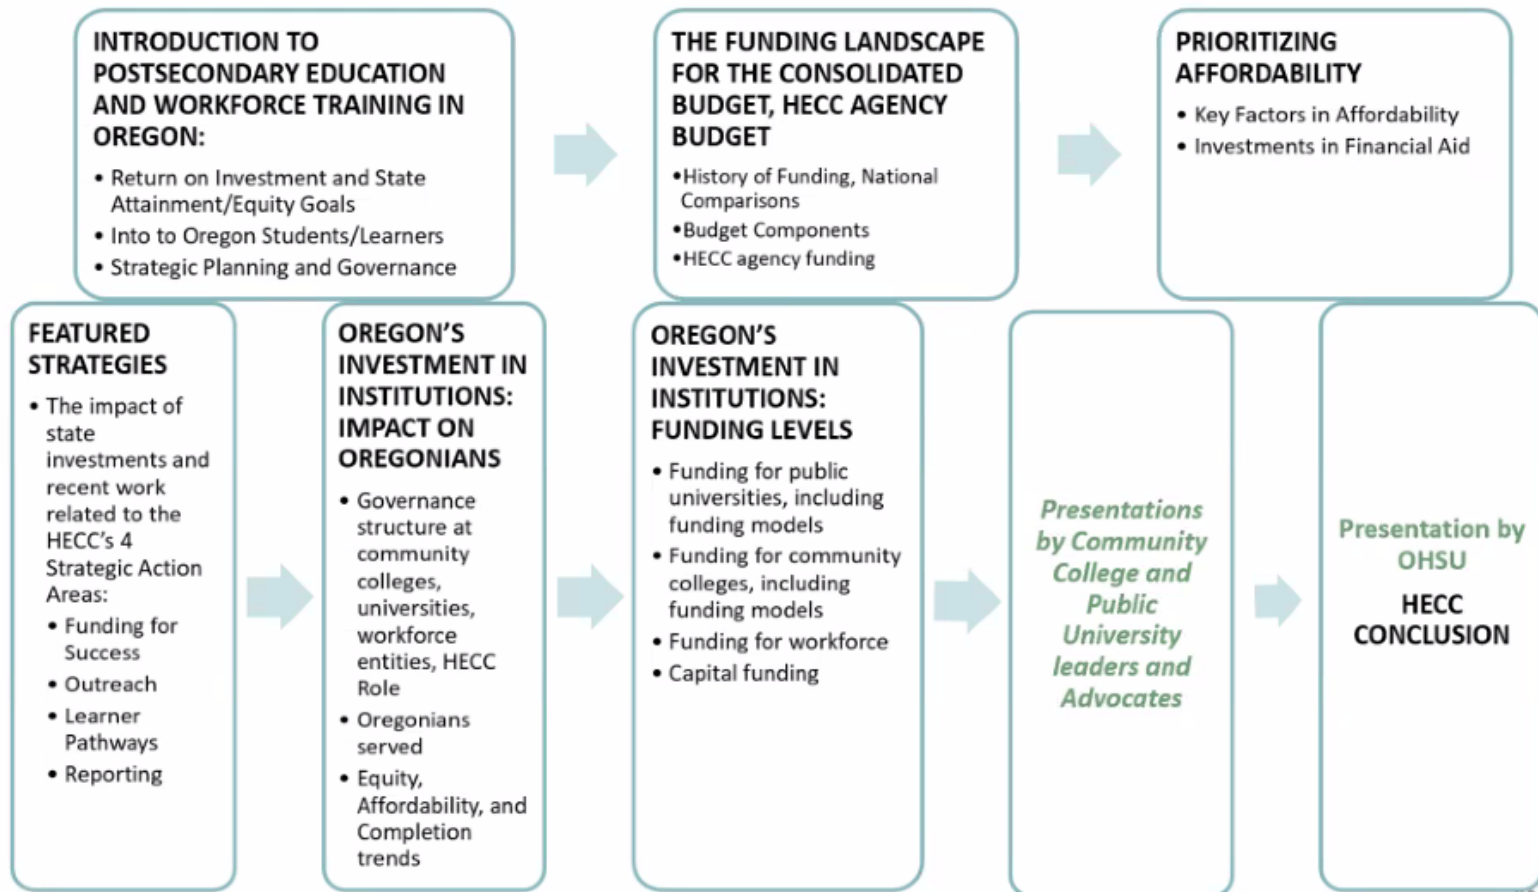 INTRODUCTION TO
POSTSECONDARY EDUCATION
AND WORKFORCE TRAINING IN
OREGON:
• Return on Investment and State
Attainment/Equity Goals
• Into to Oregon Students/Learners
• Strategic Planning and Governance
THE FUNDING LANDSCAPE
FOR THE CONSOLIDATED
BUDGET, HECC AGENCY
BUDGET
•History of Funding, National
Comparisons
•Budget Components
•HECC agency funding
PRIORITIZING
AFFORDABILITY
• Key Factors in Affordability
• Investments in Financial Aid
FEATURED
STRATEGIES
• The impact of
state
investments and
recent work
related to the
HECC's 4
Strategic Action
Areas:
• Funding for
Success
• Outreach
• Learner
Pathways
• Reporting
OREGON'S
INVESTMENT IN
INSTITUTIONS:
IMPACT ON
OREGONIANS
• Governance
structure at
community
colleges,
universities,
workforce
entities, HECC
Role
• Oregonians
served
• Equity,
Affordability, and
Completion
trends
OREGON'S
INVESTMENT IN
INSTITUTIONS:
FUNDING LEVELS
• Funding for public
universities, including
funding models
• Funding for community
colleges, including
funding models
• Funding for workforce
• Capital funding
Presentations
by Community
College and
Public
University
leaders and
Advocates
Presentation by
OHSU
HECC
CONCLUSION